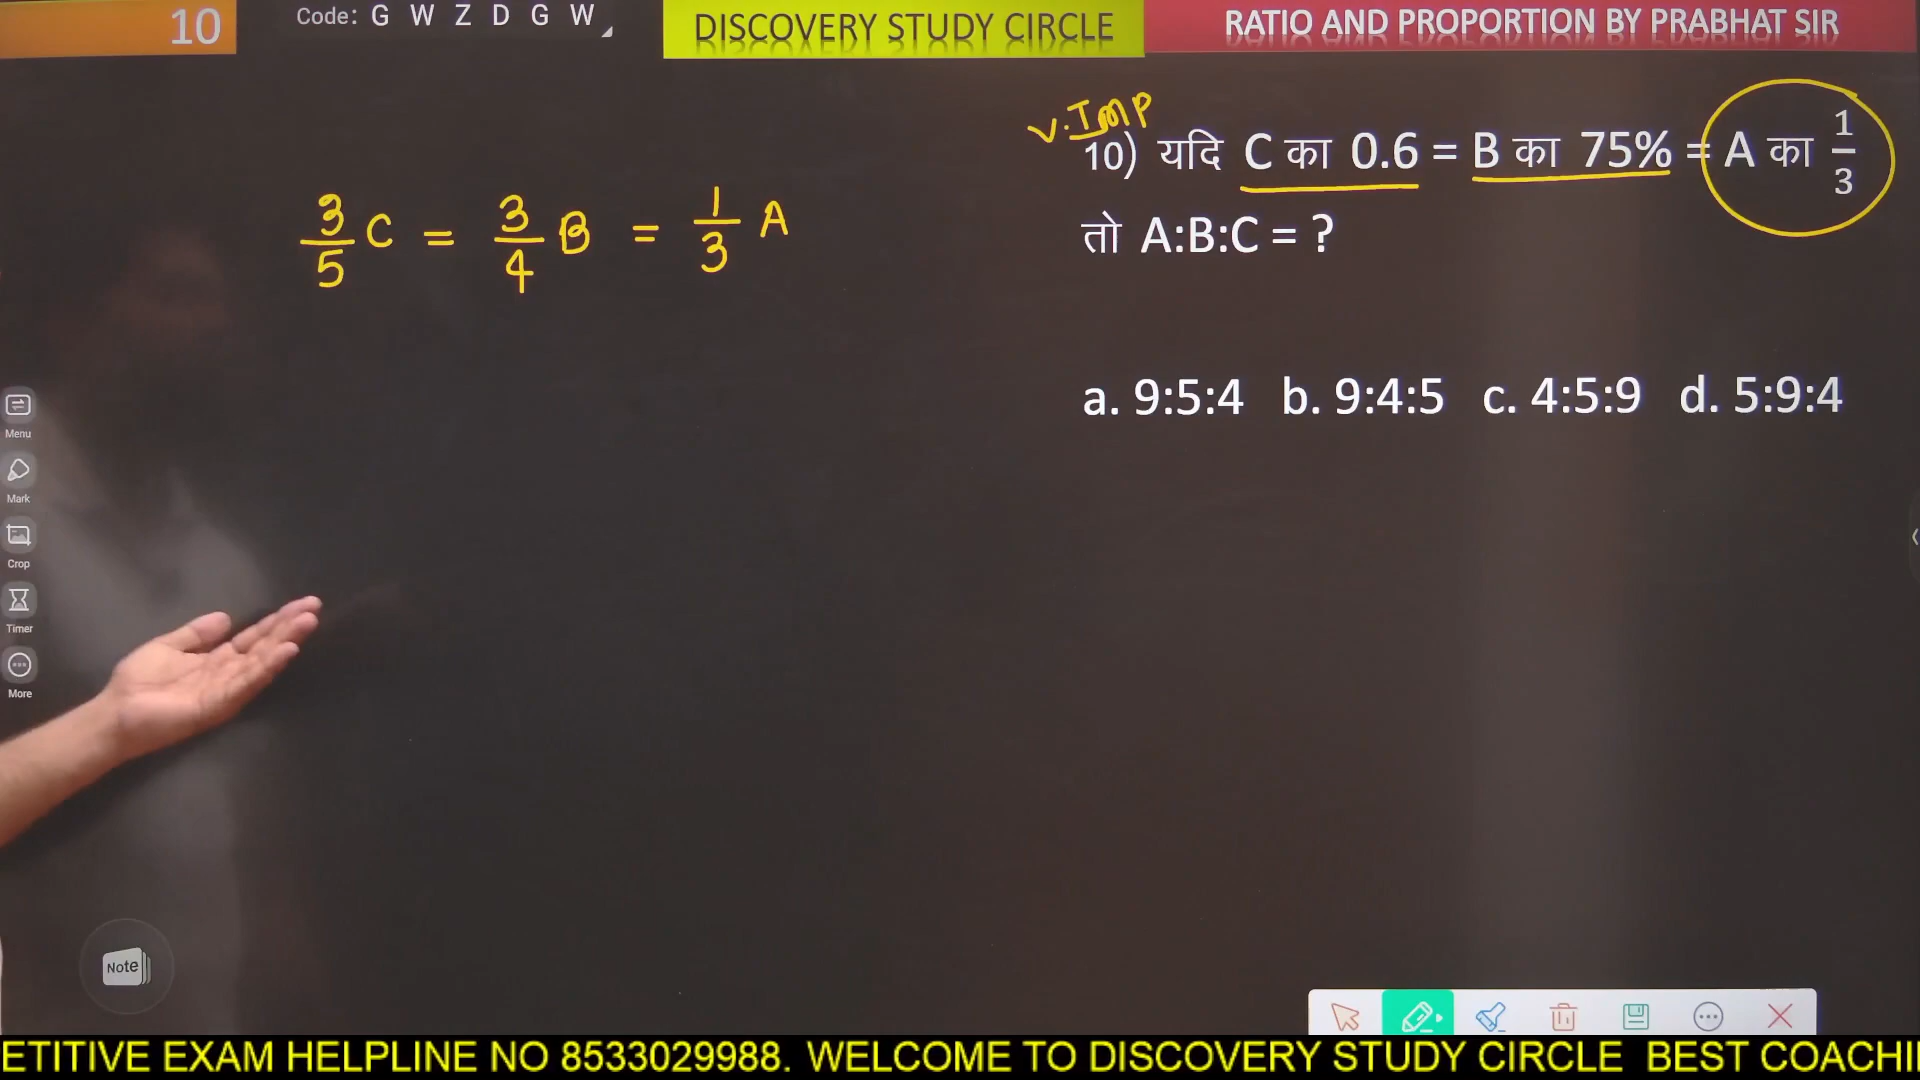 10
Code: G W Z D G W
DISCOVERY STUDY CIRCLE
RATIO AND PROPORTION BY PRABHAT SIR
V. IMP
10) यदि C का 0.6 = B का 75% = A का 1/3
तो A:B:C = ?
3/5 C = 3/4 B = 1/3 A
a. 9:5:4 b. 9:4:5 c. 4:5:9 d. 5:9:4
Menu
Mark
Crop
Timer
More
Note
ETITIVE EXAM HELPLINE NO 8533029988. WELCOME TO DISCOVERY STUDY CIRCLE BEST COACHI